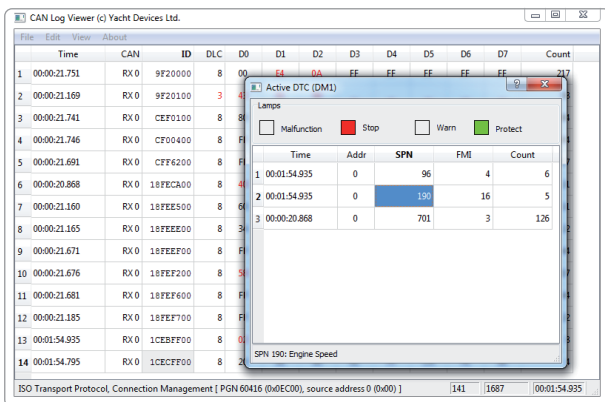 CAN Log Viewer (c) Yacht Devices Ltd.
File Edit View About
Time CAN ID DLC D0 D1 D2 D3 D4 D5 D6 D7 Count
1 00:00:21.751 RX 0 9F20000 8 00 E4 0A FF FF FF FF FF 217
2 00:00:21.169 RX 0 9F20100 3
3 00:00:21.741 RX 0 CEF0100 8
4 00:00:21.746 RX 0 CF00400 8
5 00:00:21.691 RX 0 CFF6200 8
6 00:00:20.868 RX 0 18FECA00 8
7 00:00:21.160 RX 0 18FEE500 8
8 00:00:21.165 RX 0 18FEEE00 8
9 00:00:21.671 RX 0 18FEEF00 8
10 00:00:21.676 RX 0 18FEF200 8
11 00:00:21.681 RX 0 18FEF600 8
12 00:00:21.185 RX 0 18FEF700 8
13 00:01:54.935 RX 0 1CEBFF00 8
14 00:01:54.795 RX 0 1CECFF00 8
Active DTC (DM1)
Lamps
Malfunction Stop Warn Protect
Time Addr SPN FMI Count
1 00:01:54.935 0 96 4 6
2 00:01:54.935 0 190 16 5
3 00:00:20.868 0 701 3 126
SPN 190: Engine Speed
ISO Transport Protocol, Connection Management [ PGN 60416 (0x0EC00), source address 0 (0x00) ] 141 1687 00:01:54.935